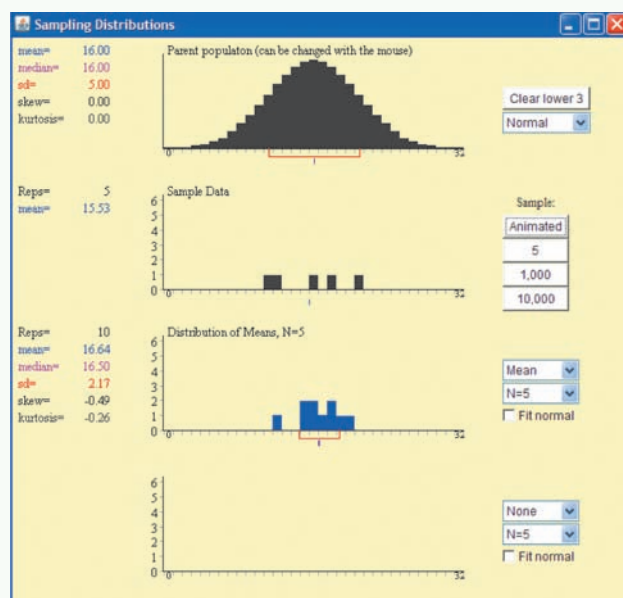 Sampling Distributions
mean= 16.00
median= 16.00
sd= 5.00
skew= 0.00
kurtosis= 0.00
Parent populaton (can be changed with the mouse)
0 32
Clear lower 3
Normal
Reps= 5
mean= 15.53
Sample Data
6
5
4
3
2
1
0
0 32
Sample:
Animated
5
1,000
10,000
Reps= 10
mean= 16.64
median= 16.50
sd= 2.17
skew= -0.49
kurtosis= -0.26
Distribution of Means, N=5
6
5
4
3
2
1
0
0 32
Mean
N=5
Fit normal
6
5
4
3
2
1
0
0 32
None
N=5
Fit normal